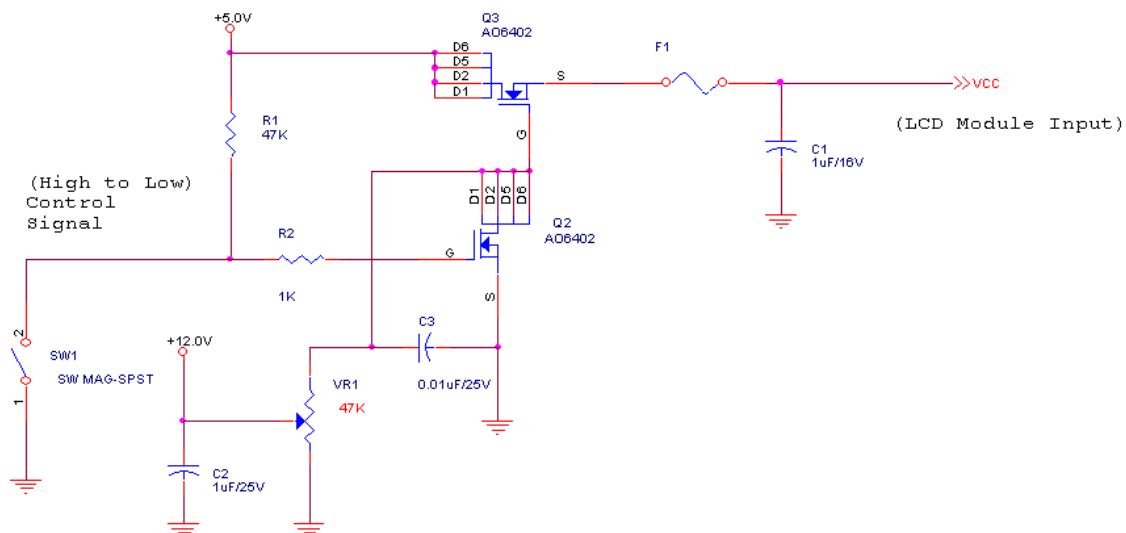 +5.0V
Q3
AO6402
D6
D5
D2
D1
S
G
F1
VCC
(LCD Module Input)
C1
1uF/16V
R1
47K
(High to Low)
Control
Signal
R2
1K
G
D1
D2
D5
D6
Q2
AO6402
S
C3
0.01uF/25V
2
SW1
SW MAG-SPST
1
+12.0V
VR1
47K
C2
1uF/25V